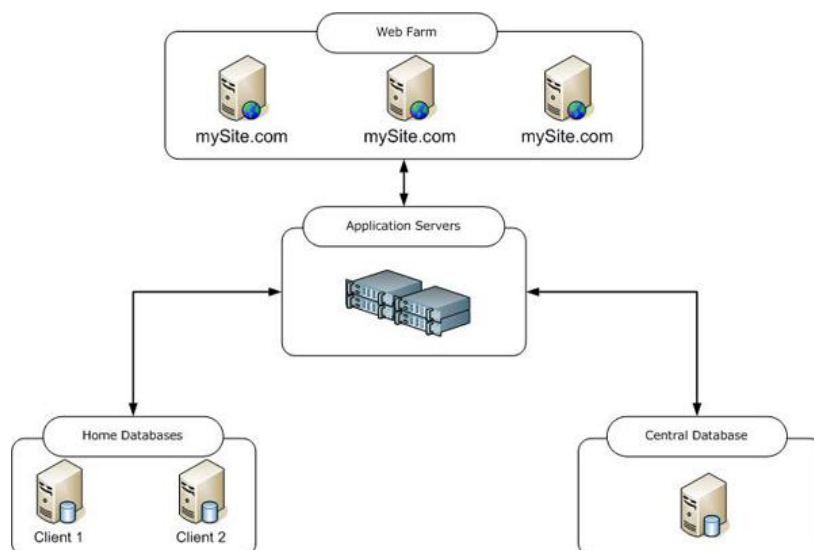 Web Farm
mySite.com mySite.com mySite.com
Application Servers
Home Databases
Central Database
Client 1 Client 2